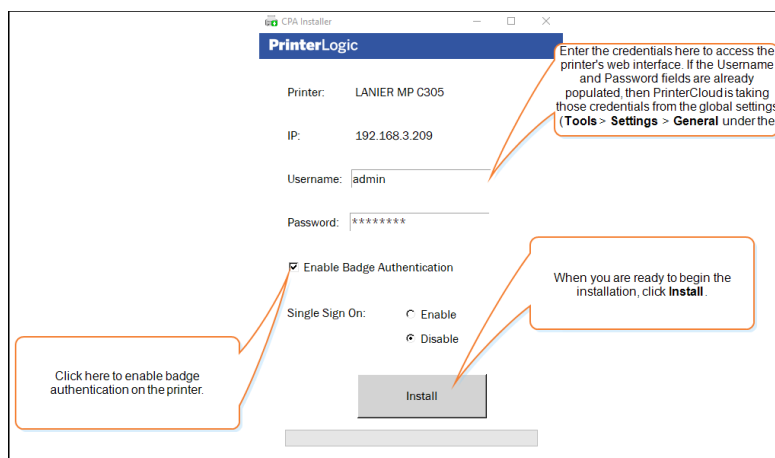 CPA Installer
PrinterLogic
Enter the credentials here to access the
printer's web interface. If the Username
and Password fields are already
populated, then PrinterCloud is taking
those credentials from the global settings
(Tools > Settings > General under the
Printer: LANIER MP C305
IP: 192.168.3.209
Username: admin
Password: ********
Enable Badge Authentication
When you are ready to begin the
installation, click Install.
Single Sign On: Enable
Disable
Click here to enable badge
authentication on the printer.
Install